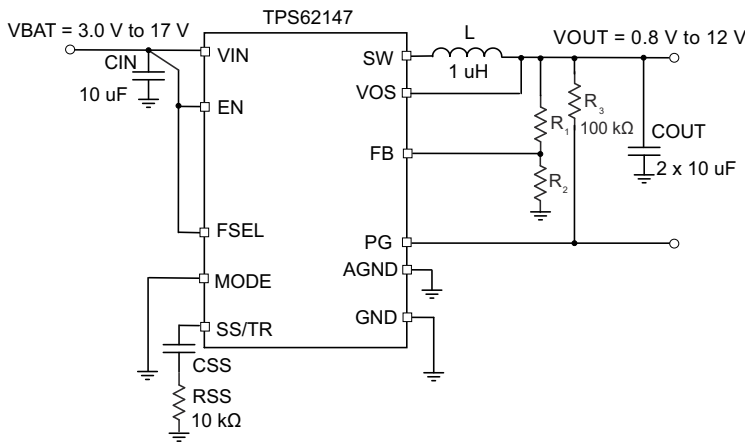 TPS62147
VBAT = 3.0 V to 17 V
CIN
10 uF
VIN
EN
FSEL
MODE
SS/TR
CSS
RSS
10 kΩ
SW
VOS
FB
PG
AGND
GND
L
1 uH
VOUT = 0.8 V to 12 V
R1
R2
R3
100 kΩ
COUT
2 x 10 uF